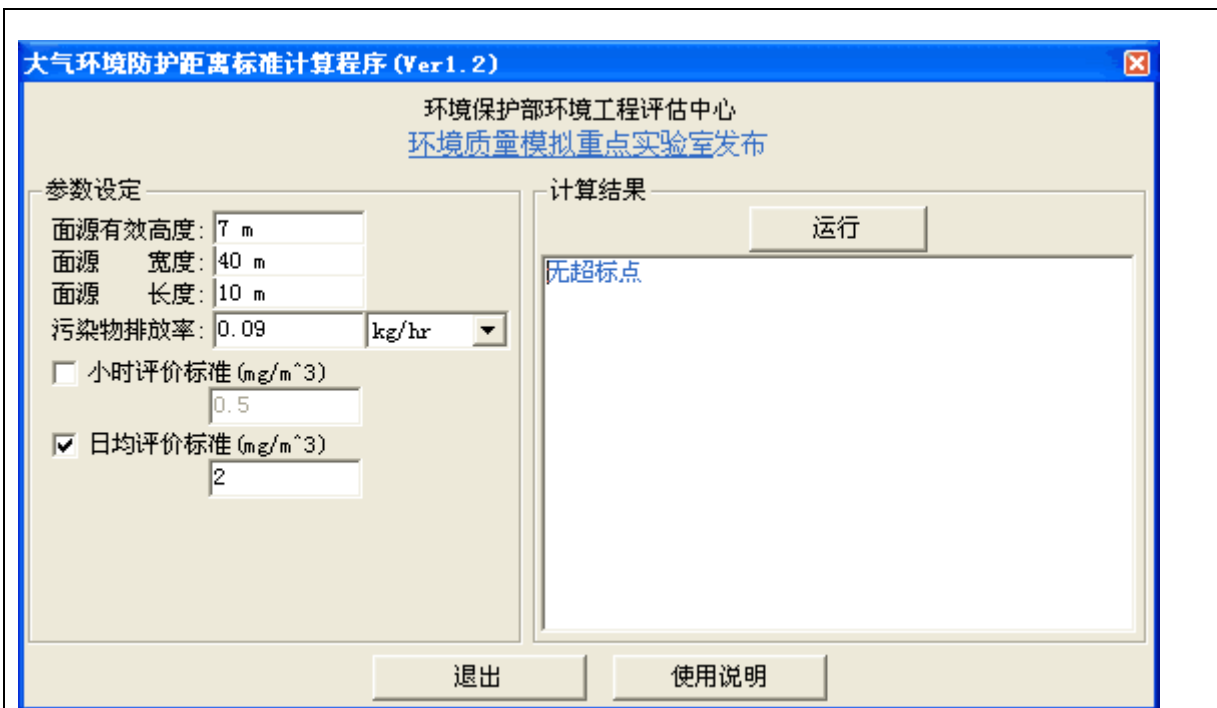 大气环境防护距离标准计算程序(Ver1.2)
环境保护部环境工程评估中心
环境质量模拟重点实验室发布
参数设定
面源有效高度: 7 m
面源 宽度: 40 m
面源 长度: 10 m
污染物排放率: 0.09 kg/hr
小时评价标准(mg/m^3)
0.5
日均评价标准(mg/m^3)
2
计算结果
运行
无超标点
退出
使用说明